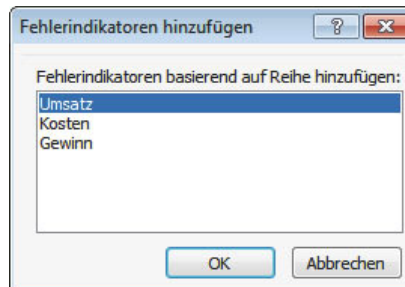 Fehlerindikatoren hinzufügen
Fehlerindikatoren basierend auf Reihe hinzufügen:
Umsatz
Kosten
Gewinn
OK
Abbrechen